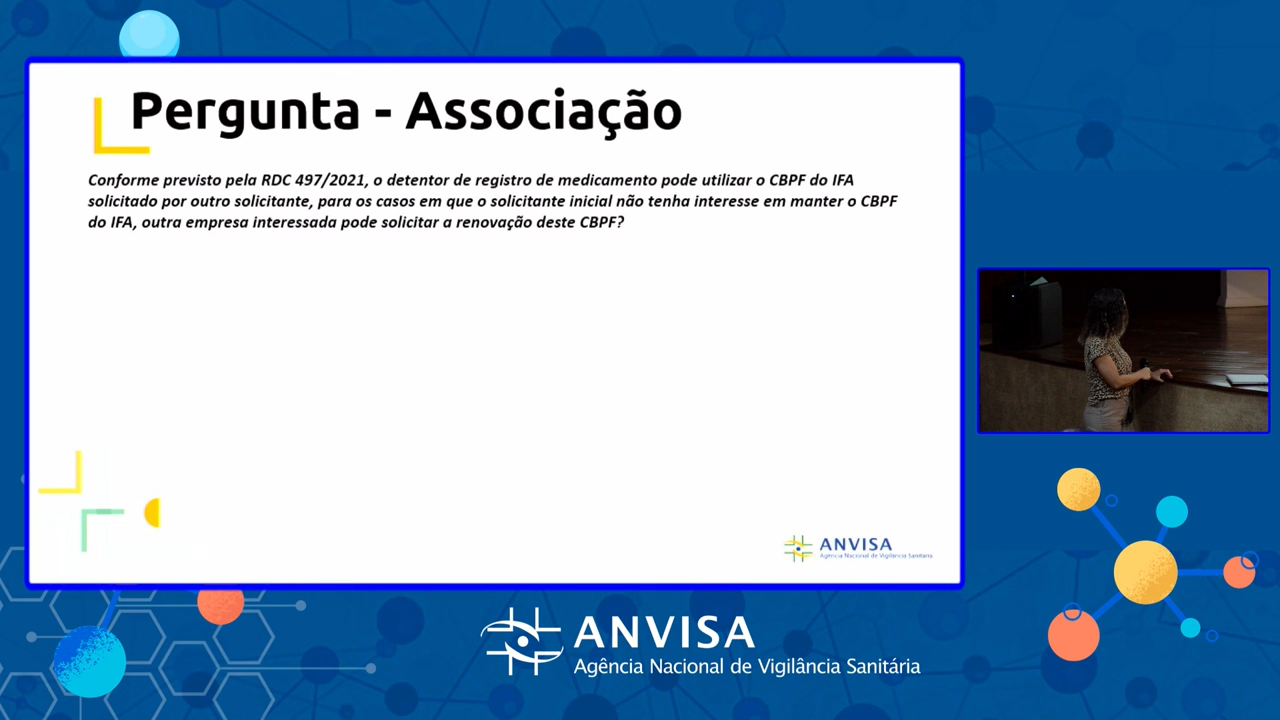 Pergunta - Associação
Conforme previsto pela RDC 497/2021, o detentor de registro de medicamento pode utilizar o CBPF do IFA
solicitado por outro solicitante, para os casos em que o solicitante inicial não tenha interesse em manter o CBPF
do IFA, outra empresa interessada pode solicitar a renovação deste CBPF?
ANVISA
Agência Nacional de Vigilância Sanitária
ANVISA
Agência Nacional de Vigilância Sanitária